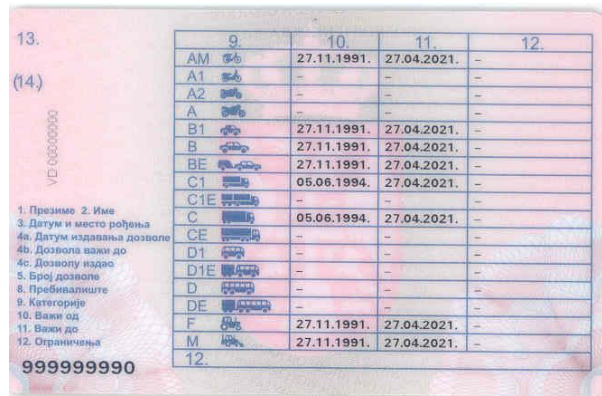 13.
(14.)
VD 00000000
9. 10. 11. 12.
AM 27.11.1991. 27.04.2021. –
A1 – – –
A2 – – –
A – – –
B1 27.11.1991. 27.04.2021. –
B 27.11.1991. 27.04.2021. –
BE 27.11.1991. 27.04.2021. –
C1 05.06.1994. 27.04.2021. –
C1E – – –
C 05.06.1994. 27.04.2021. –
CE – – –
D1 – – –
D1E – – –
D – – –
DE – – –
F 27.11.1991. 27.04.2021. –
M 27.11.1991. 27.04.2021. –
12.
1. Презиме 2. Име
3. Датум и место рођења
4a. Датум издавања дозволе
4b. Дозвола важи до
4c. Дозволу издао
5. Број дозволе
8. Пребивалиште
9. Категорије
10. Важи од
11. Важи до
12. Ограничења
999999990